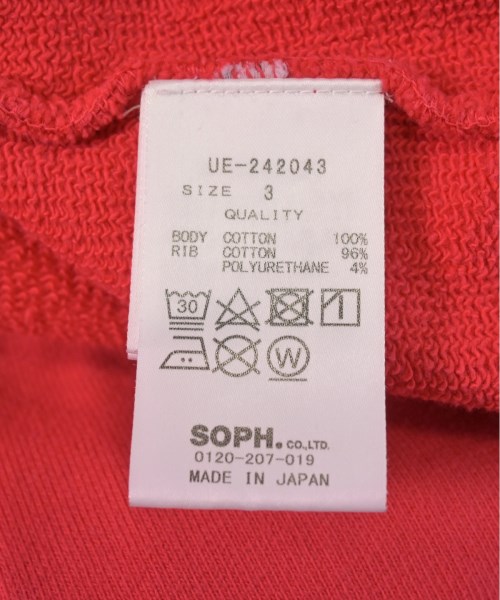 UE-242043
SIZE 3
QUALITY
BODY COTTON 100%
RIB COTTON 96%
POLYURETHANE 4%
30
W
SOPH. CO.,LTD.
0120-207-019
MADE IN JAPAN